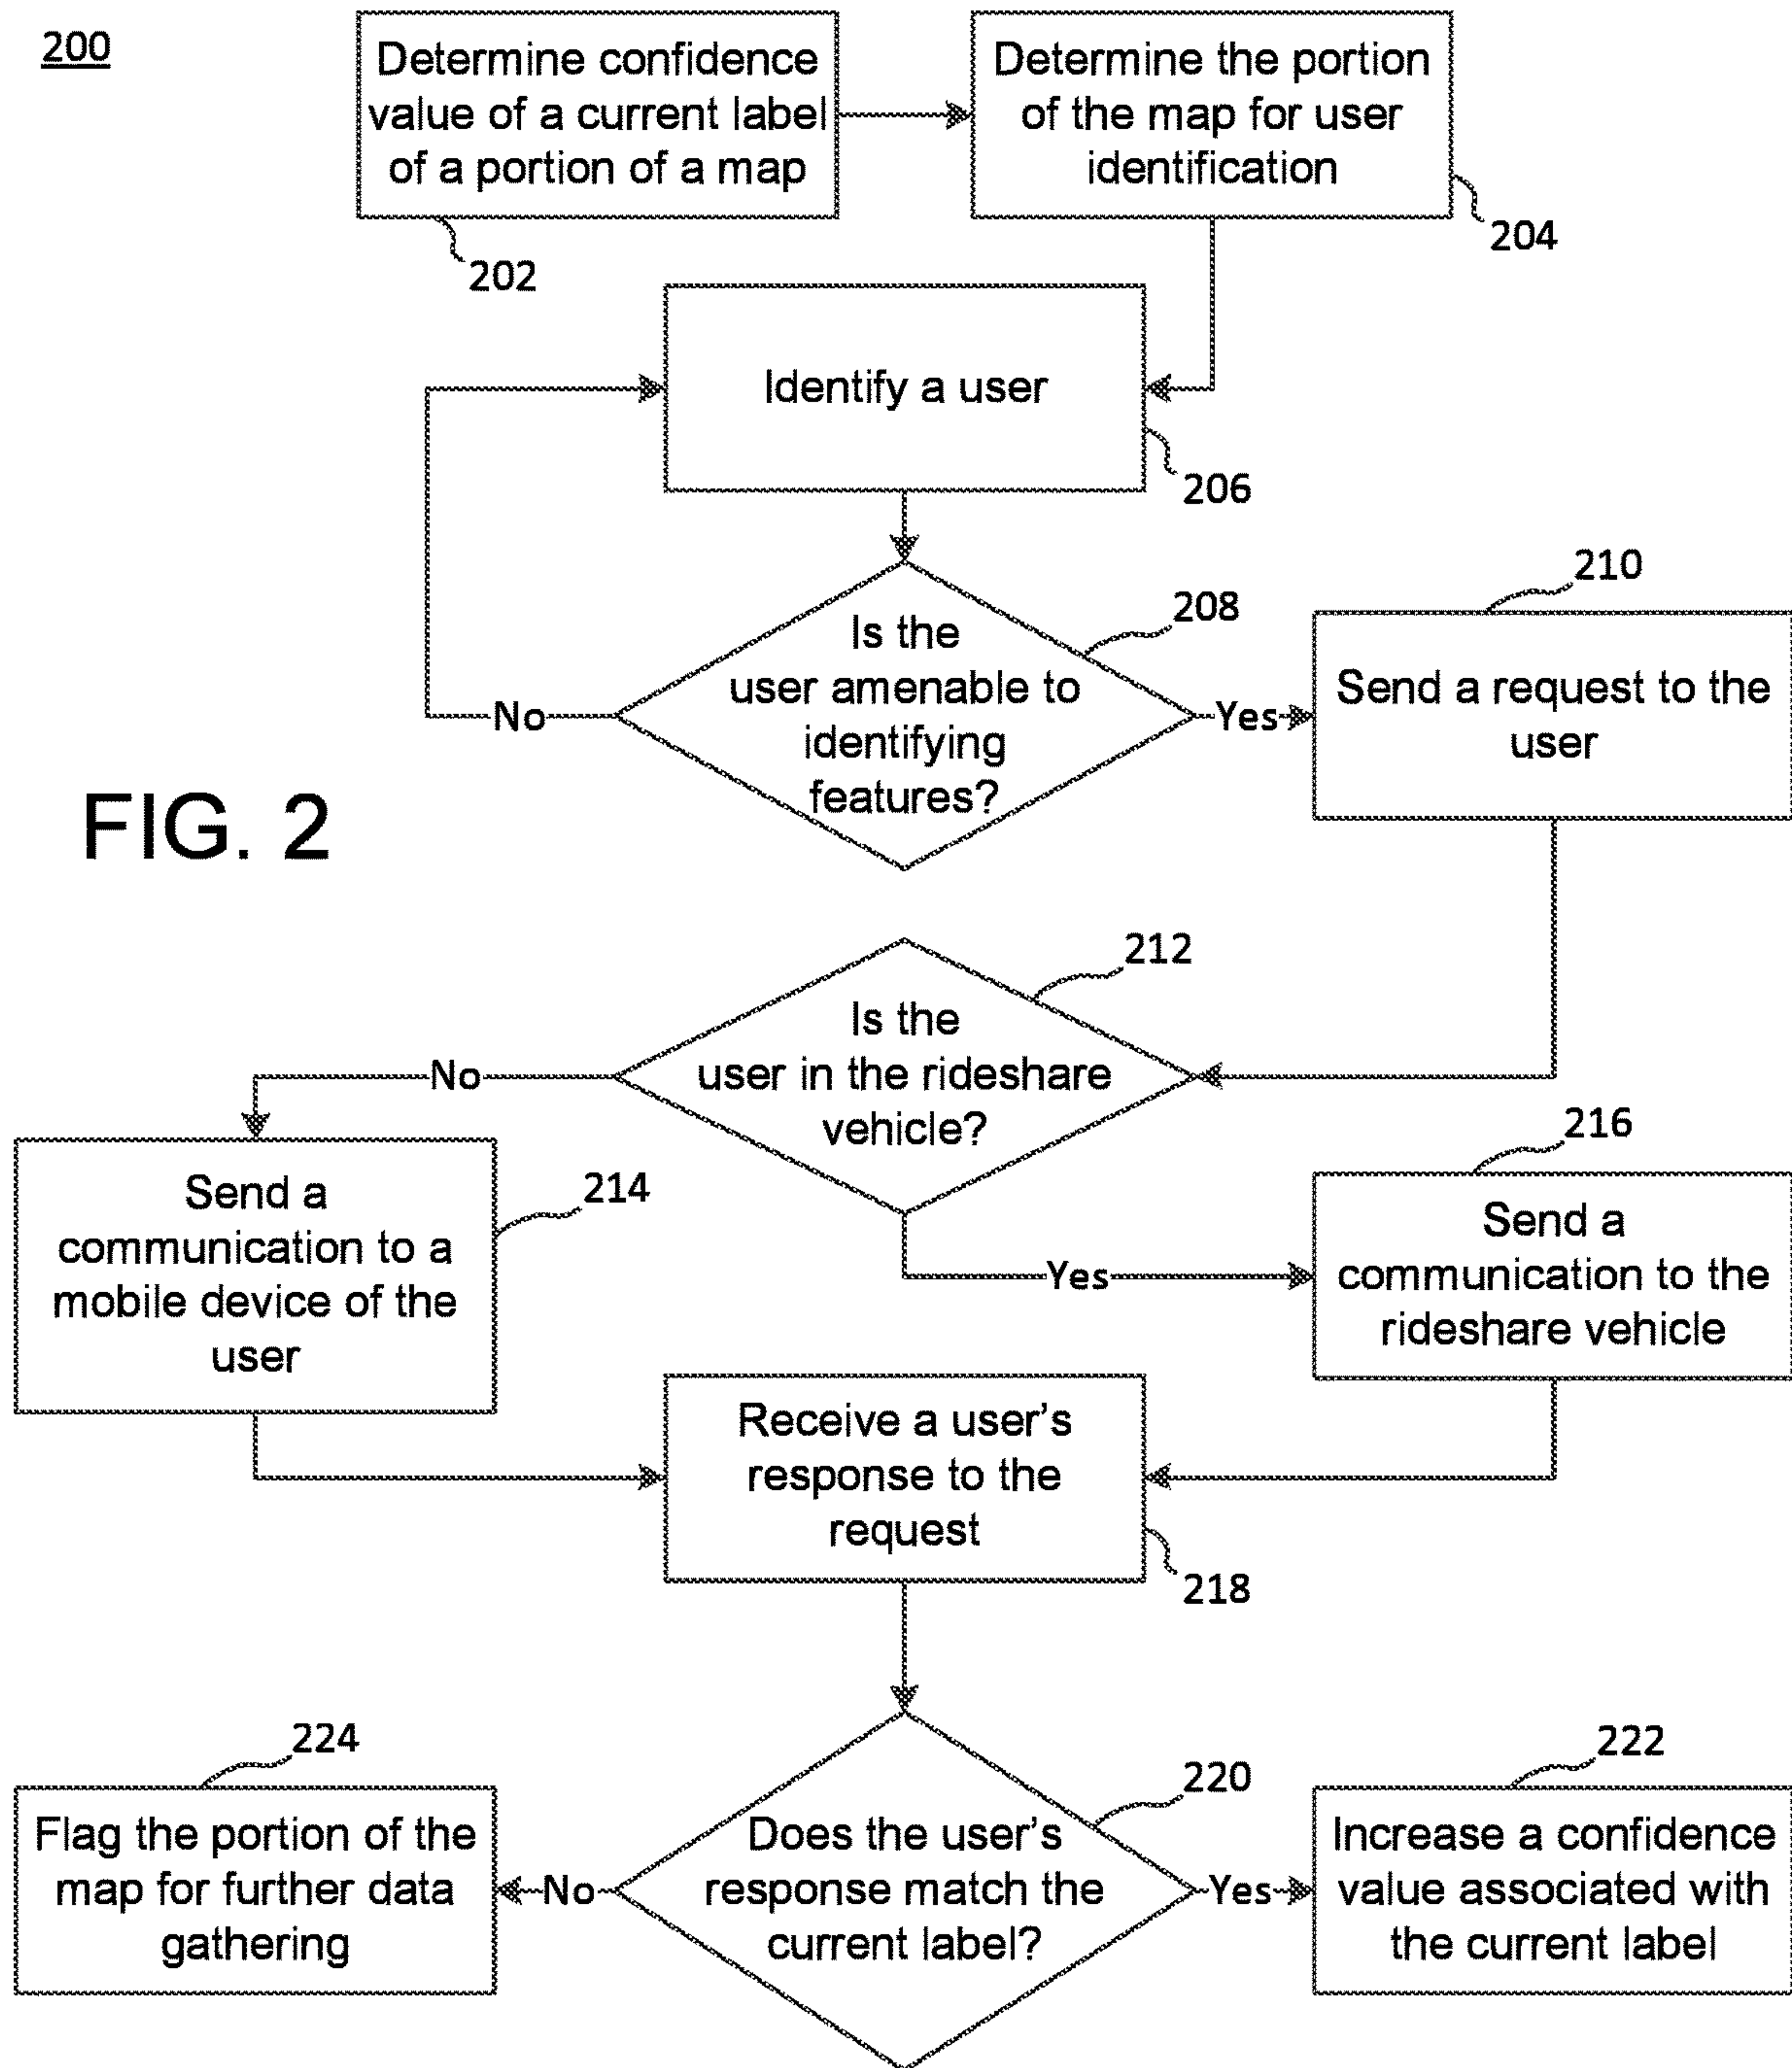 200
Determine confidence
value of a current label
of a portion of a map
202
Determine the portion
of the map for user
identification
204
Identify a user
206
Is the
user amenable to
identifying
features?
208
No
Yes
210
Send a request to the
user
FIG. 2
212
Is the
user in the rideshare
vehicle?
No
Yes
Send a
communication to a
mobile device of the
user
214
216
Send a
communication to the
rideshare vehicle
Receive a user's
response to the
request
218
224
Flag the portion of the
map for further data
gathering
No
Does the user's
response match the
current label?
220
Yes
222
Increase a confidence
value associated with
the current label